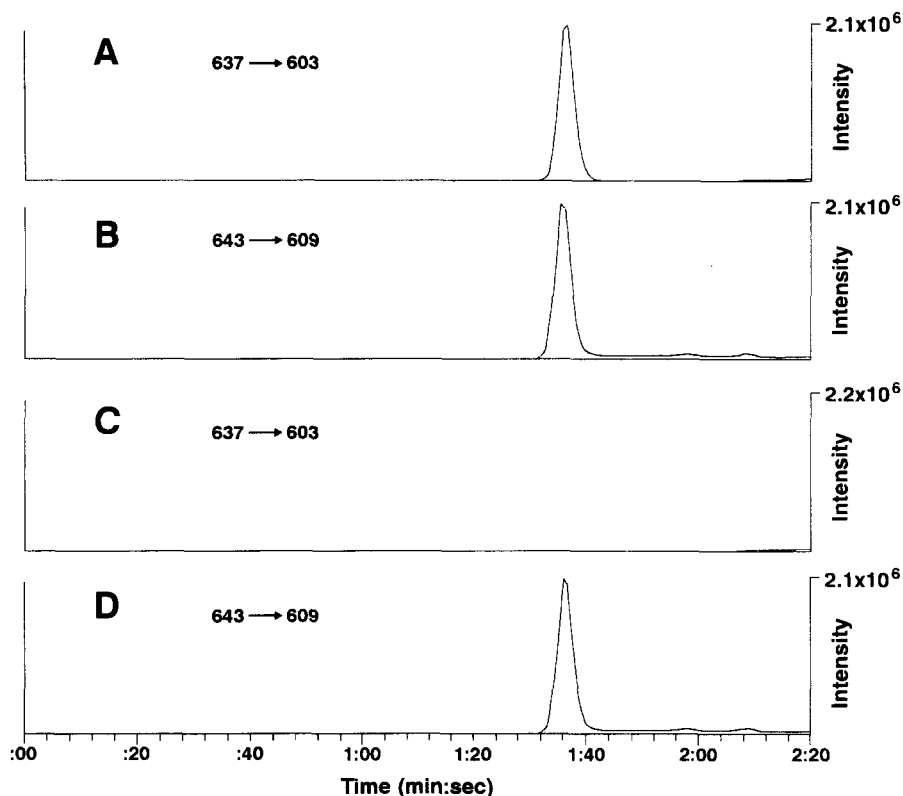 A
637 → 603
2.1x10⁶
Intensity
B
643 → 609
2.1x10⁶
Intensity
C
637 → 603
2.2x10⁶
Intensity
D
643 → 609
2.1x10⁶
Intensity
:00 :20 :40 1:00 1:20 1:40 2:00 2:20
Time (min:sec)